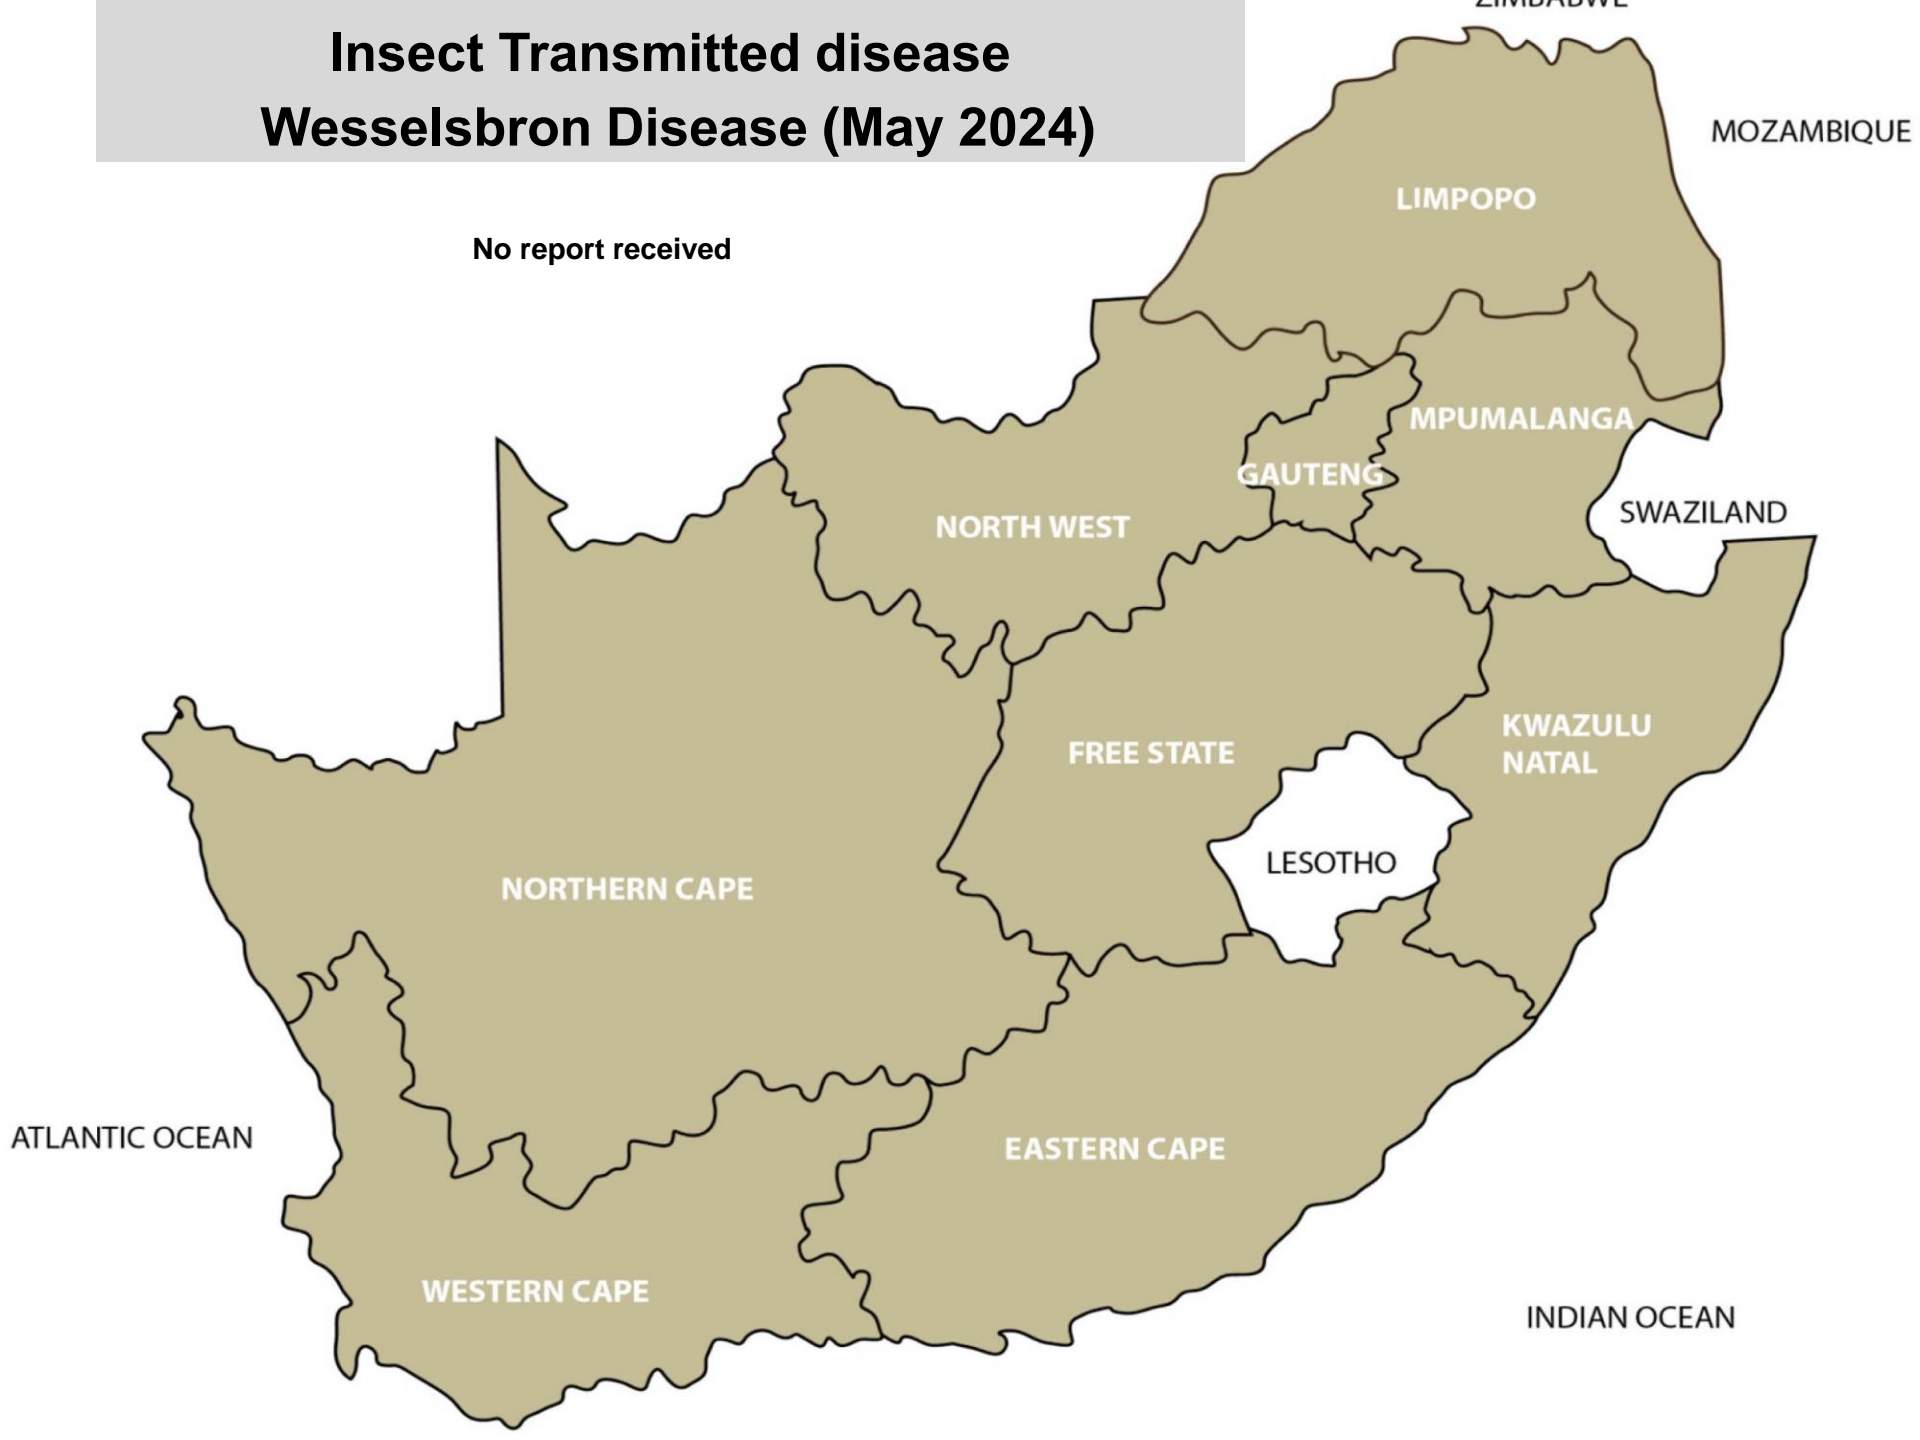 ZIMBABWE
Insect Transmitted disease
Wesselsbron Disease (May 2024)
MOZAMBIQUE
LIMPOPO
No report received
MPUMALANGA
GAUTENG
SWAZILAND
NORTH WEST
KWAZULU
NATAL
FREE STATE
LESOTHO
NORTHERN CAPE
ATLANTIC OCEAN
EASTERN CAPE
WESTERN CAPE
INDIAN OCEAN